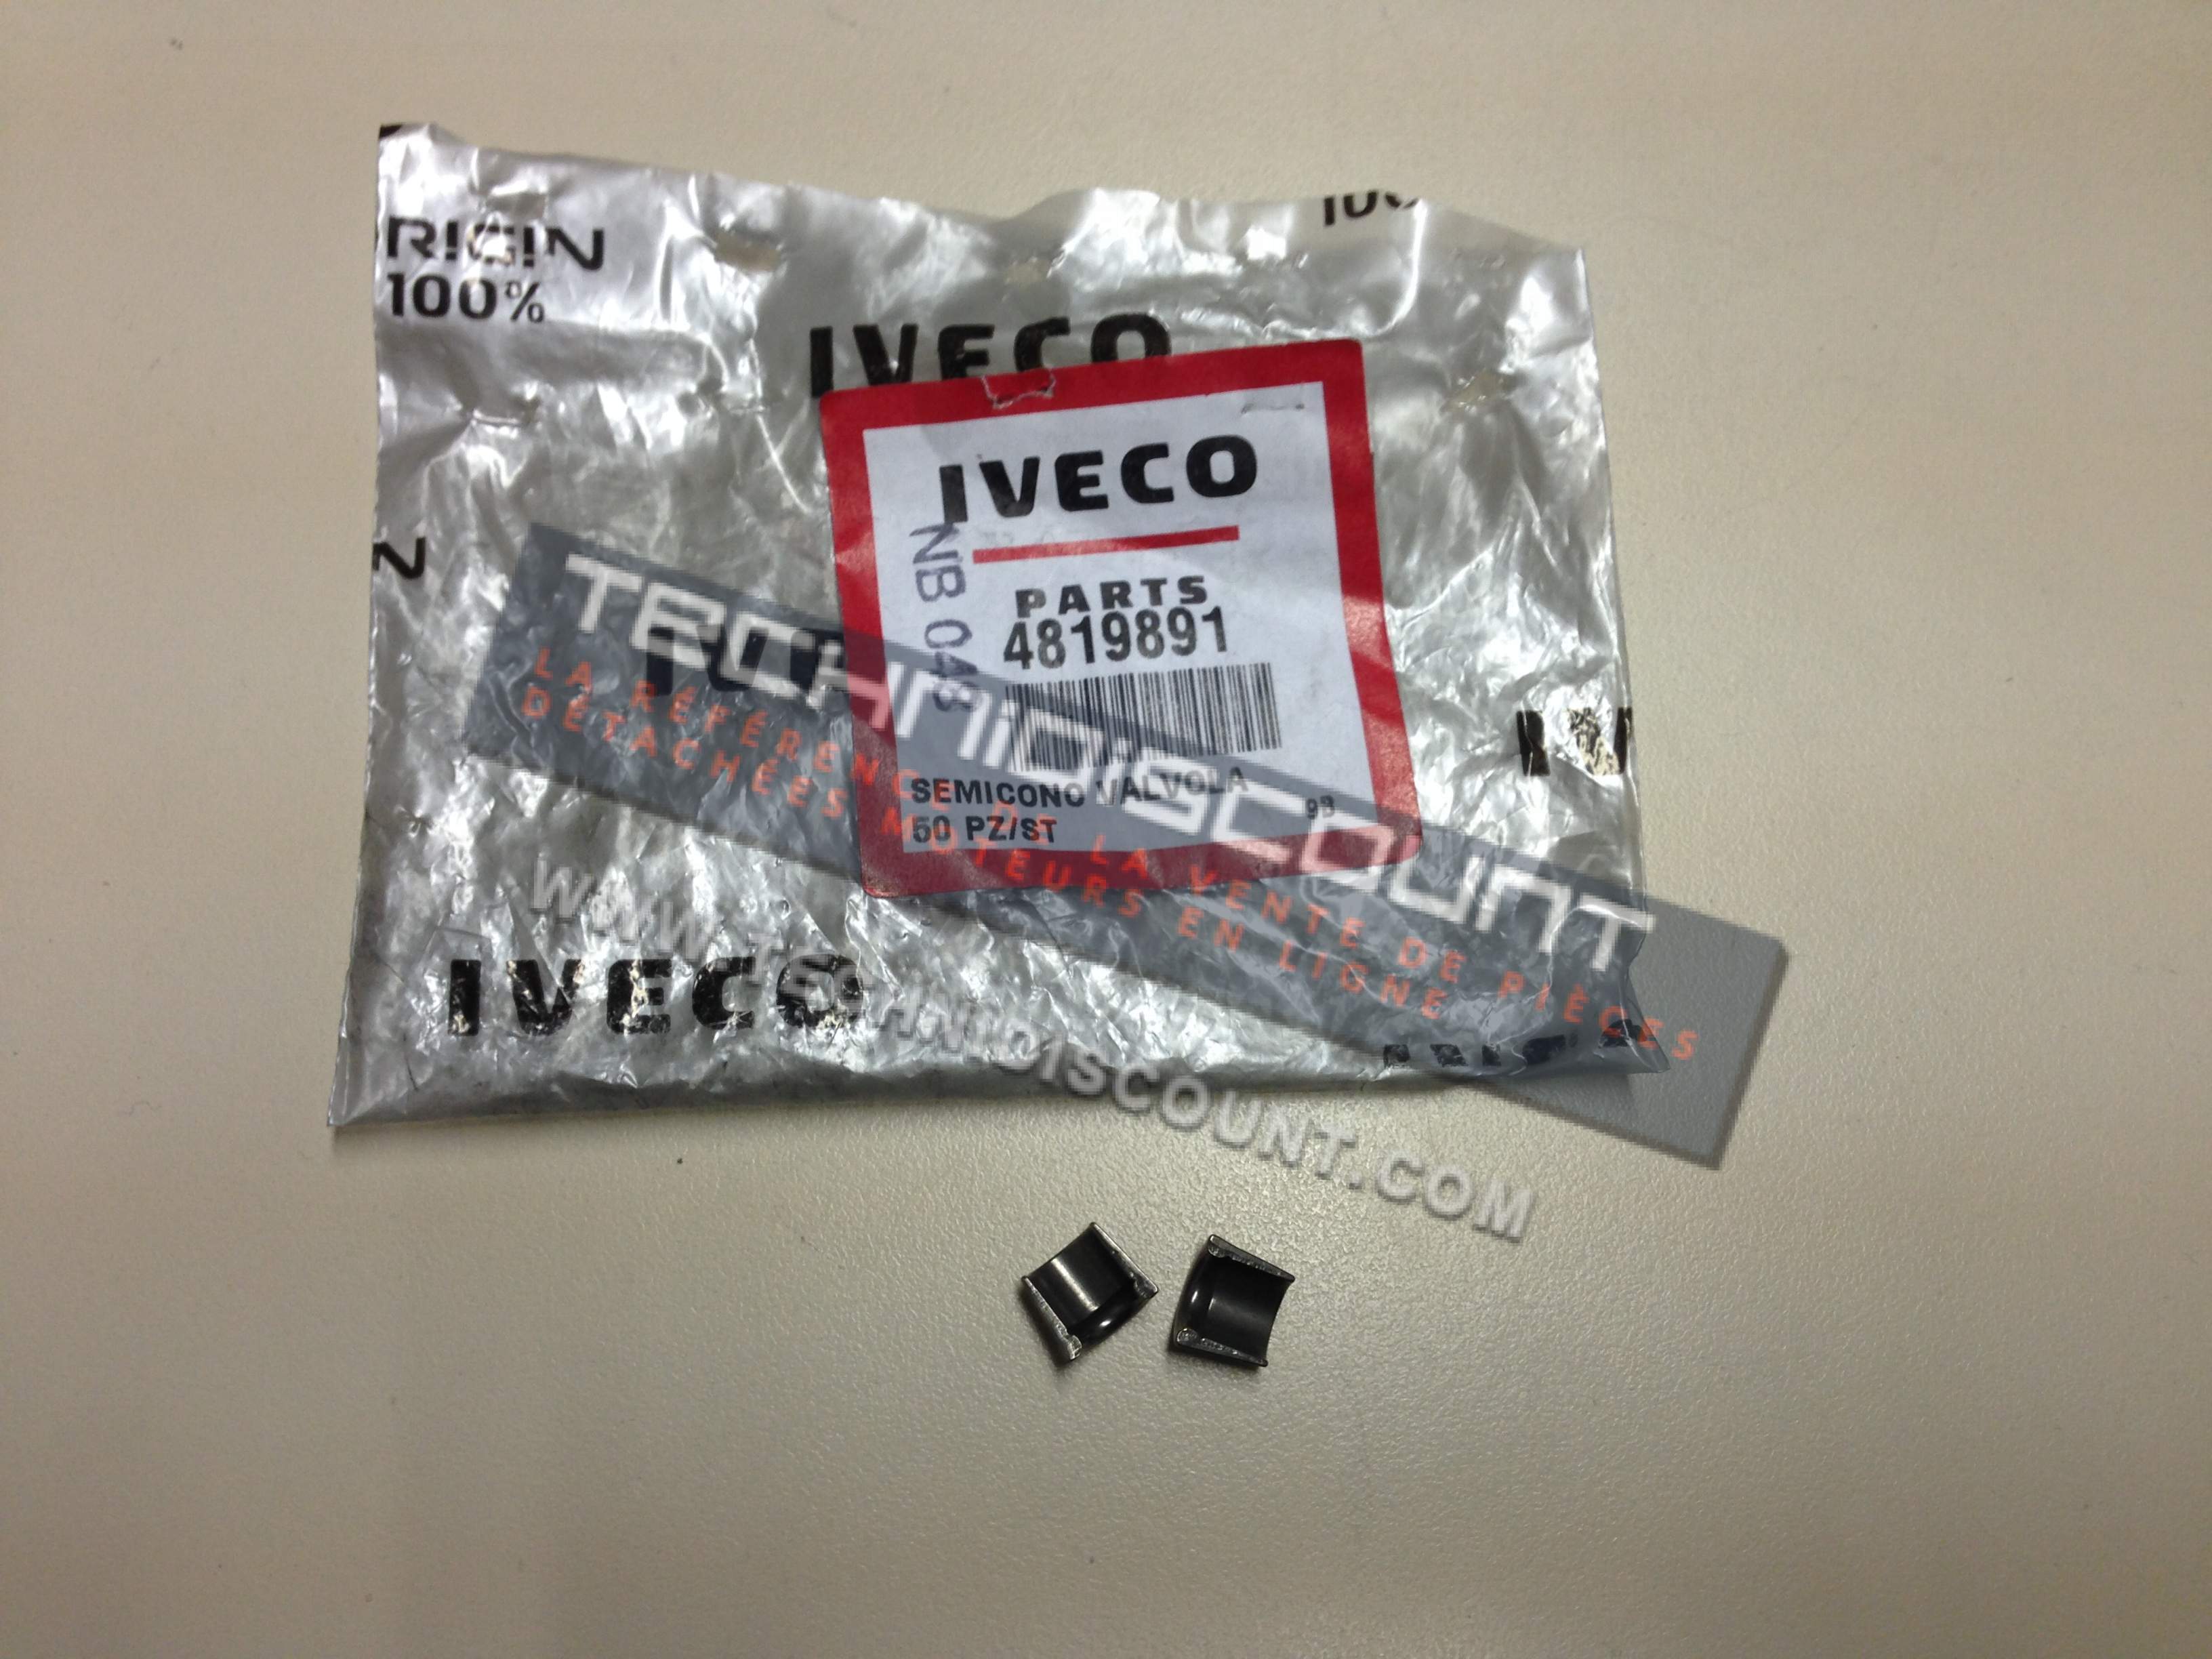 RIGIN
100%
IVECO
IVECO
NB 048
PARTS
4819891
SEMICONO VALVOLA
98
50 PZ/ST
N
TECHNIDISCOUNT
LA RÉFÉRENCE DE LA VENTE DE PIÈCES
DÉTACHÉES MOTEURS EN LIGNE
WWW.TECHNIDISCOUNT.COM
IVECO